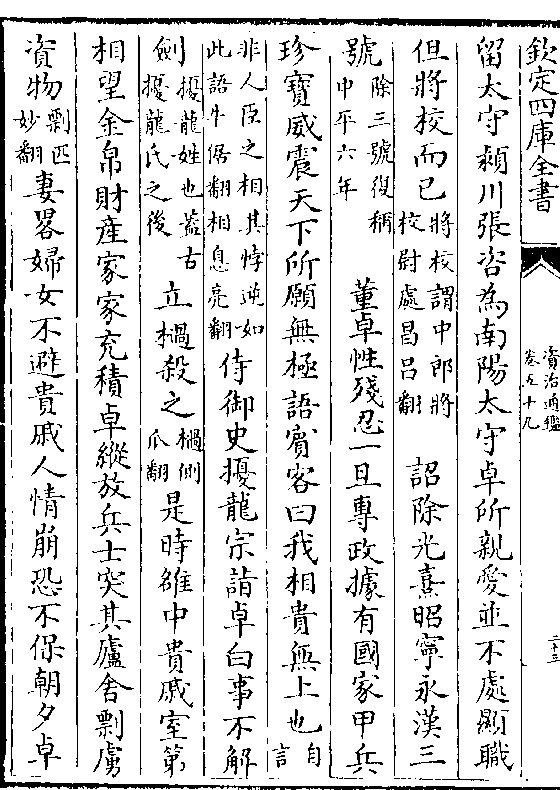 欽定四庫全書
資治通鑑
卷五十九
二十三
留太守潁川張咨為南陽太守卓所親愛並不處顯職
但將校而已將校謂中郎將校尉處昌呂翻詔除光熹昭寧永漢三
號除三號復稱中平六年董卓性殘忍一旦專政據有國家甲兵
珍寶威震天下所願無極語賓客曰我相貴無上也自言
非人臣之相其悖逆如此語牛倨翻相息亮翻侍御史擾龍宗詣卓白事不解
劍擾龍姓也蓋古擾龍氏之後立檛殺之檛側瓜翻是時雒中貴戚室第
相望金帛財產家家充積卓縱放兵士突其廬舍剽虜
資物剽匹妙翻妻畧婦女不避貴戚人情崩恐不保朝夕卓